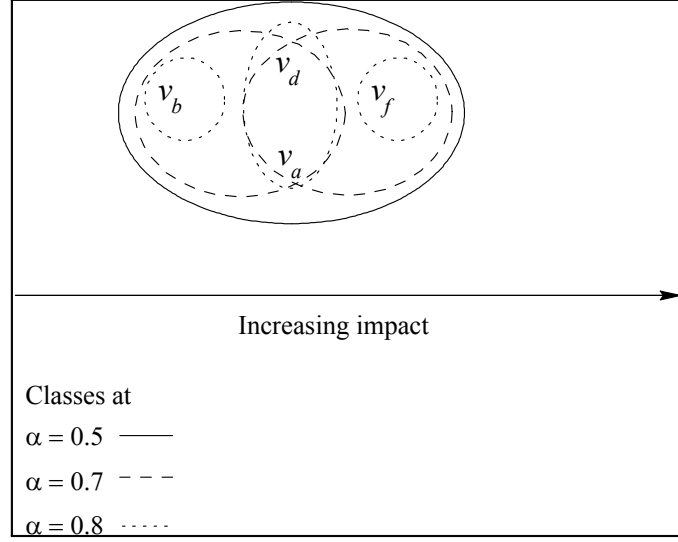 v_d
v_b v_f
v_a
Increasing impact
Classes at
α = 0.5
α = 0.7
α = 0.8